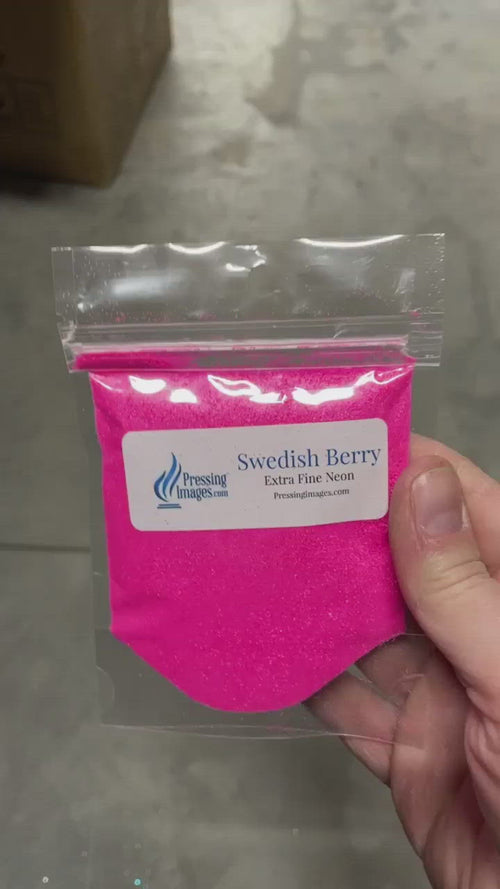 Pressing
Images.com
Swedish Berry
Extra Fine Neon
Pressingimages.com